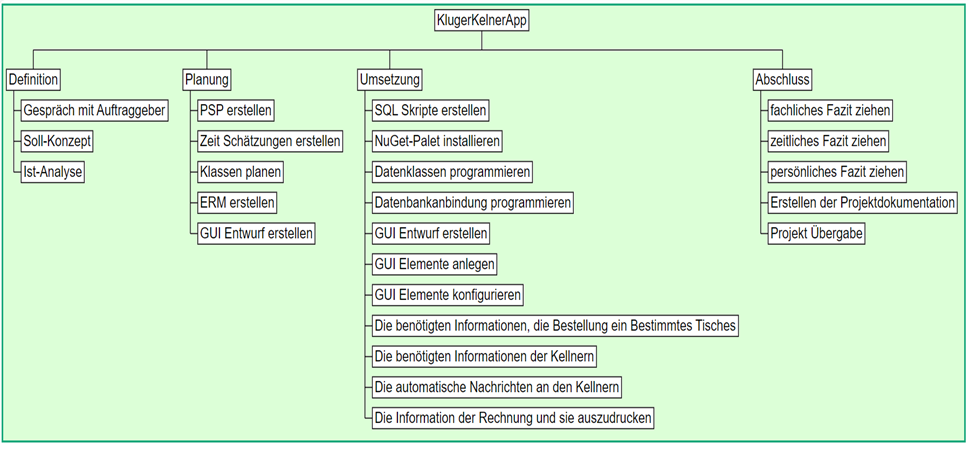 KlugerKelnerApp
Definition
Gespräch mit Auftraggeber
Soll-Konzept
Ist-Analyse
Planung
PSP erstellen
Zeit Schätzungen erstellen
Klassen planen
ERM erstellen
GUI Entwurf erstellen
Umsetzung
SQL Skripte erstellen
NuGet-Palet installieren
Datenklassen programmieren
Datenbankanbindung programmieren
GUI Entwurf erstellen
GUI Elemente anlegen
GUI Elemente konfigurieren
Die benötigten Informationen, die Bestellung ein Bestimmtes Tisches
Die benötigten Informationen der Kellnern
Die automatische Nachrichten an den Kellnern
Die Information der Rechnung und sie auszudrucken
Abschluss
fachliches Fazit ziehen
zeitliches Fazit ziehen
persönliches Fazit ziehen
Erstellen der Projektdokumentation
Projekt Übergabe